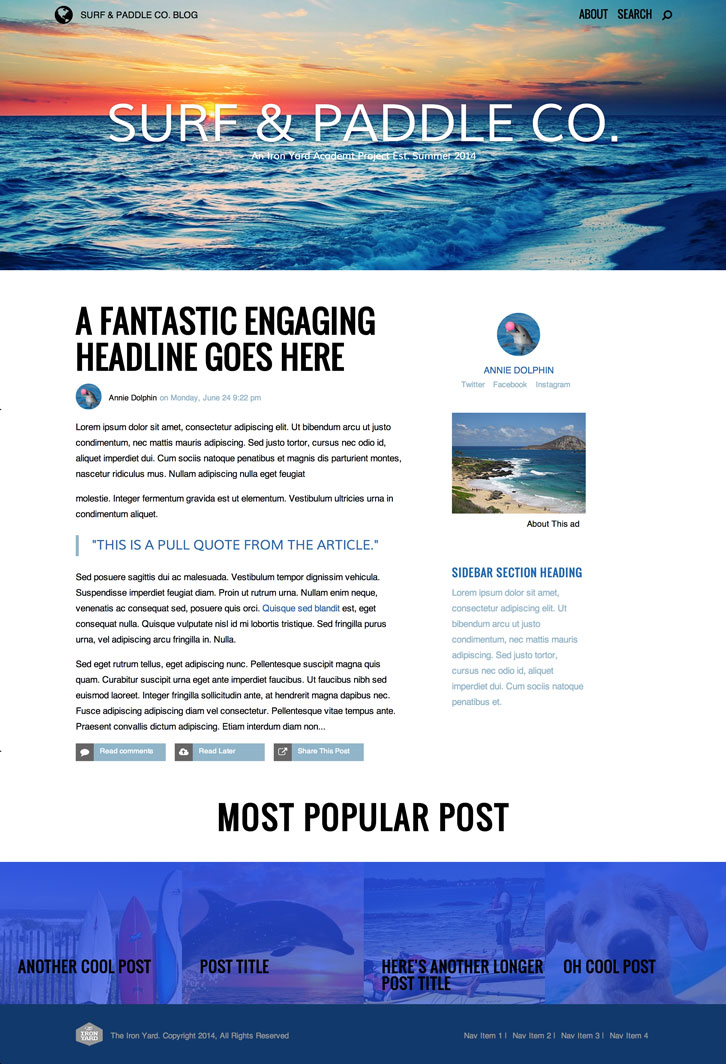 SURF & PADDLE CO. BLOG
ABOUT SEARCH
SURF & PADDLE CO.
An Iron Yard Academt Project Est. Summer 2014
A FANTASTIC ENGAGING
HEADLINE GOES HERE
Annie Dolphin on Monday, June 24 9:22 pm
Lorem ipsum dolor sit amet, consectetur adipiscing elit. Ut bibendum arcu ut justo
condimentum, nec mattis mauris adipiscing. Sed justo tortor, cursus nec odio id,
aliquet imperdiet dui. Cum sociis natoque penatibus et magnis dis parturient montes,
nascetur ridiculus mus. Nullam adipiscing nulla eget feugiat
molestie. Integer fermentum gravida est ut elementum. Vestibulum ultricies urna in
condimentum aliquet.
"THIS IS A PULL QUOTE FROM THE ARTICLE."
Sed posuere sagittis dui ac malesuada. Vestibulum tempor dignissim vehicula.
Suspendisse imperdiet feugiat diam. Proin ut rutrum urna. Nullam enim neque,
venenatis ac consequat sed, posuere quis orci. Quisque sed blandit est, eget
consequat nulla. Quisque vulputate nisl id mi lobortis tristique. Sed fringilla purus
urna, vel adipiscing arcu fringilla in. Nulla.
Sed eget rutrum tellus, eget adipiscing nunc. Pellentesque suscipit magna quis
quam. Curabitur suscipit urna eget ante imperdiet faucibus. Ut faucibus nibh sed
euismod laoreet. Integer fringilla sollicitudin ante, at hendrerit magna dapibus nec.
Fusce adipiscing adipiscing diam vel consectetur. Pellentesque vitae tempus ante.
Praesent convallis dictum adipiscing. Etiam interdum diam non...
Read comments
Read Later
Share This Post
ANNIE DOLPHIN
Twitter Facebook Instagram
About This ad
SIDEBAR SECTION HEADING
Lorem ipsum dolor sit amet,
consectetur adipiscing elit. Ut
bibendum arcu ut justo
condimentum, nec mattis mauris
adipiscing. Sed justo tortor,
cursus nec odio id, aliquet
imperdiet dui. Cum sociis natoque
penatibus et.
MOST POPULAR POST
ANOTHER COOL POST
POST TITLE
HERE'S ANOTHER LONGER
POST TITLE
OH COOL POST
IRON
YARD
The Iron Yard. Copyright 2014, All Rights Reserved
Nav Item 1 | Nav Item 2 | Nav Item 3 | Nav Item 4